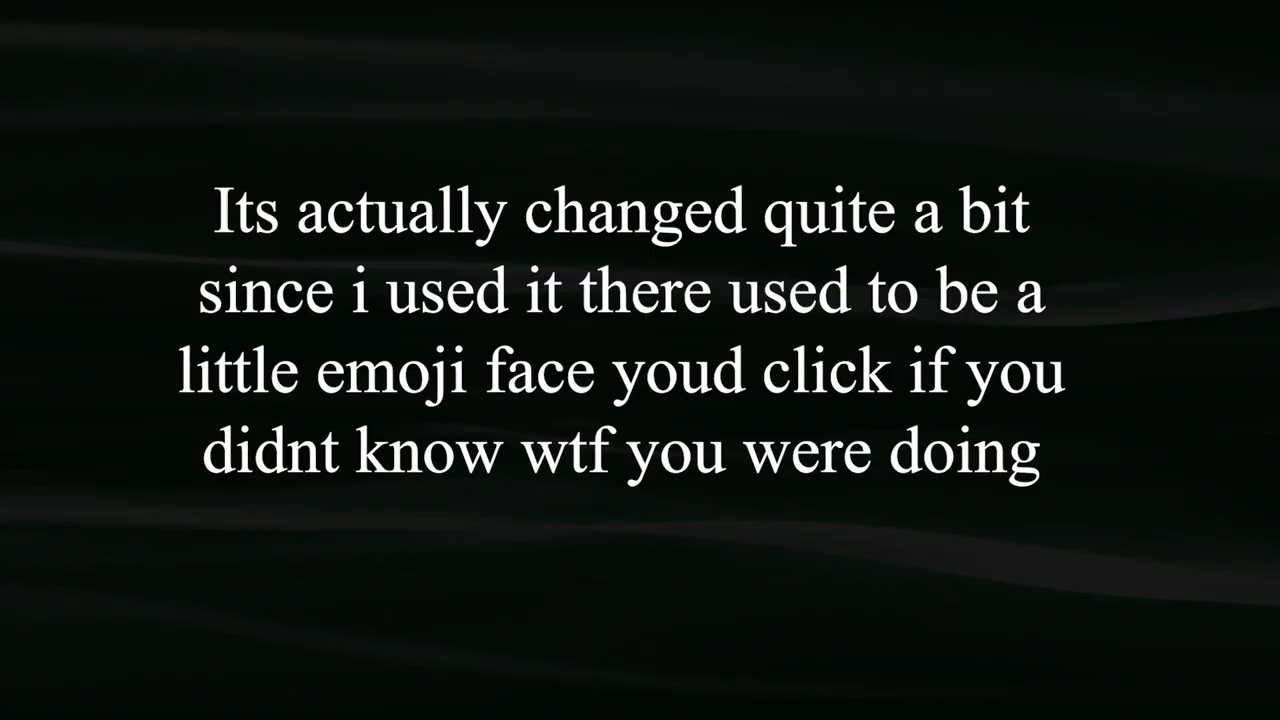 Its actually changed quite a bit
since i used it there used to be a
little emoji face youd click if you
didnt know wtf you were doing